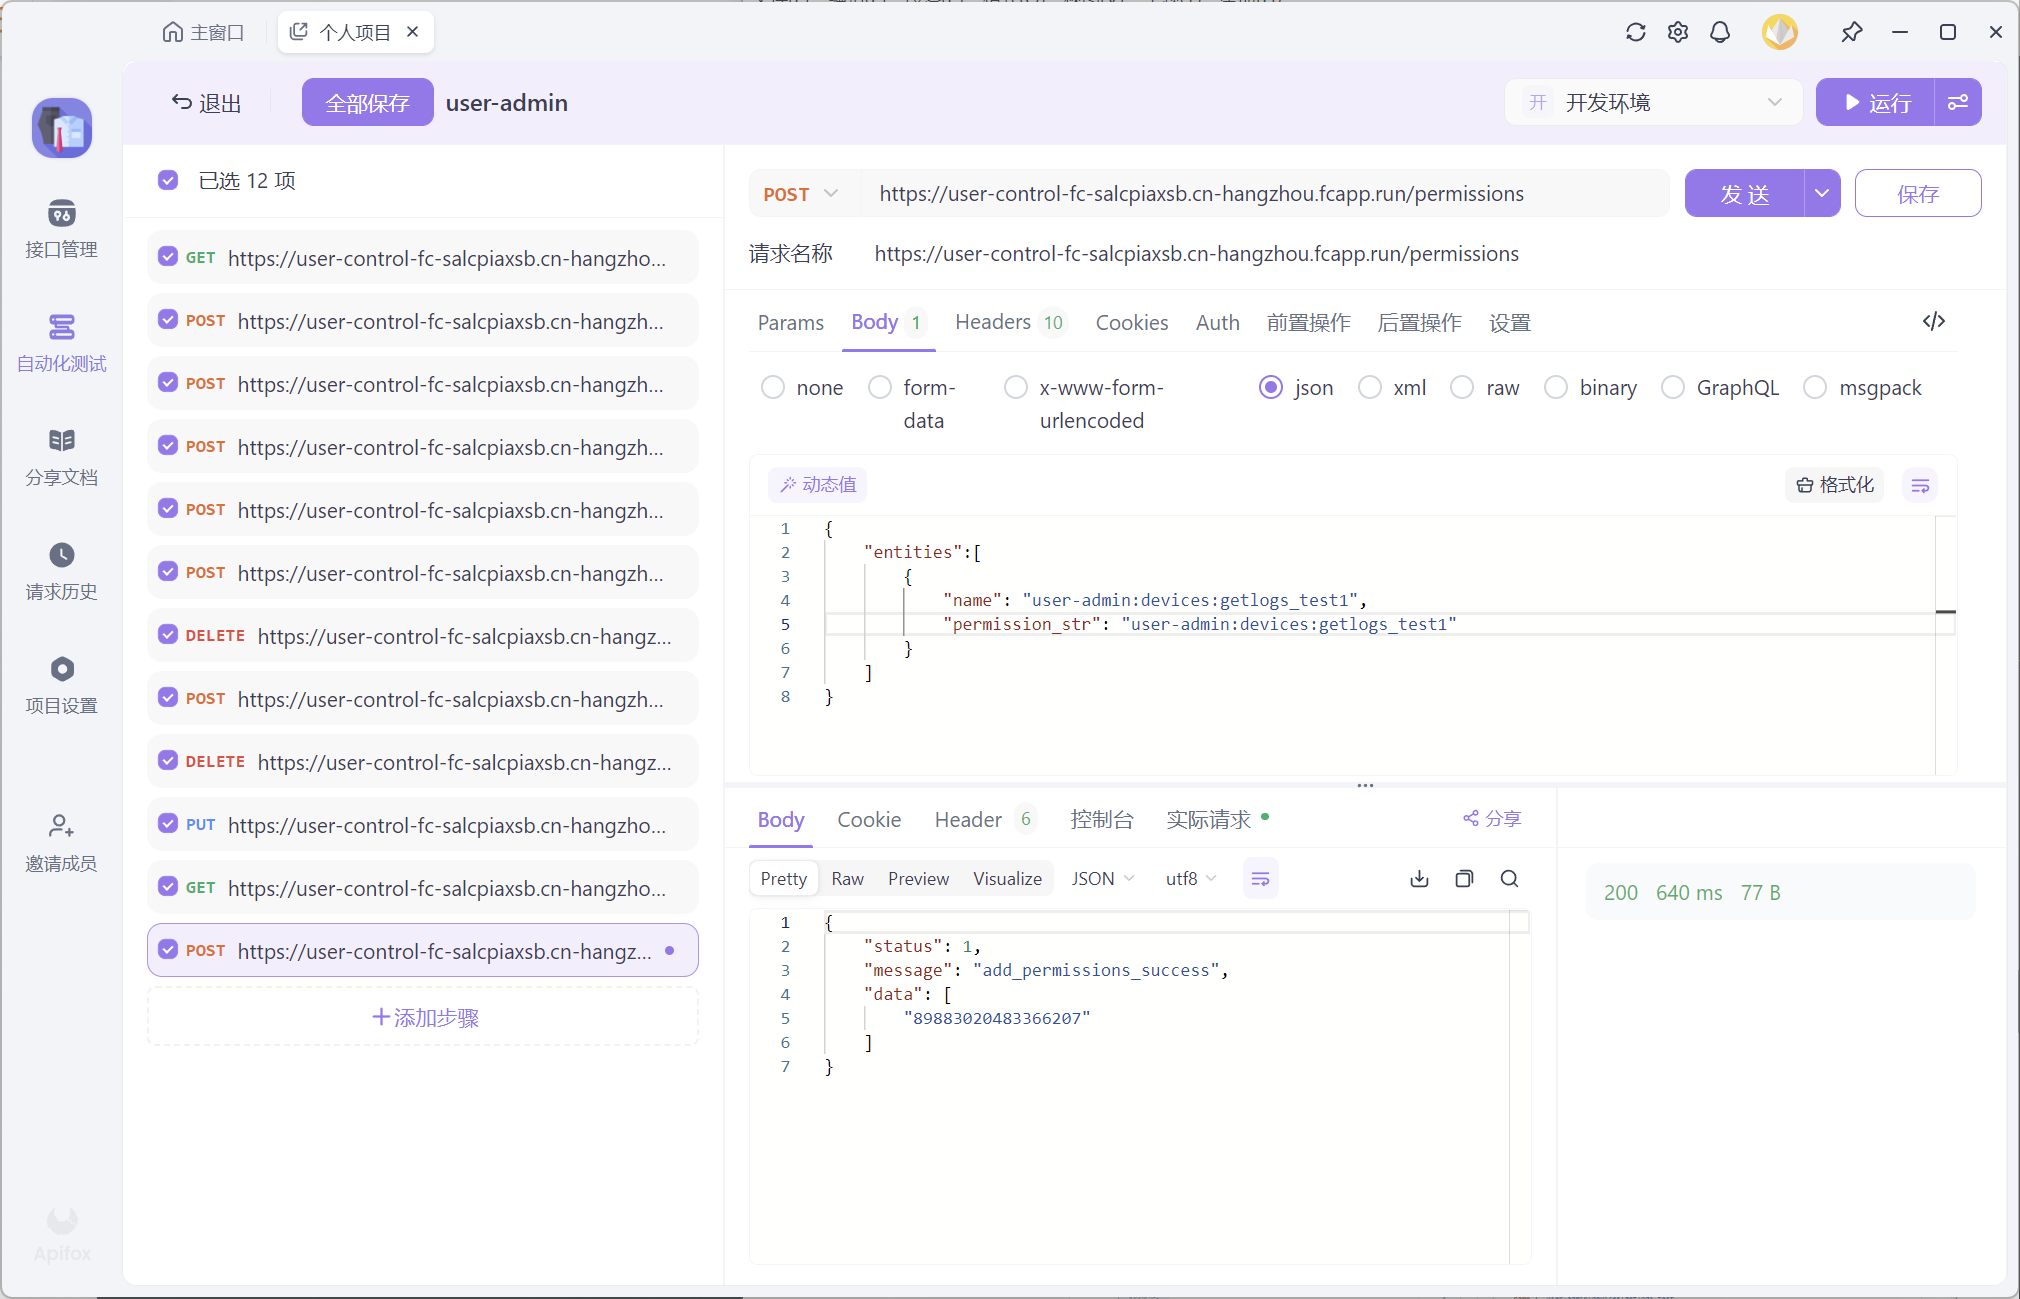 主窗口
个人项目
退出
全部保存
user-admin
开
开发环境
运行
接口管理
自动化测试
分享文档
请求历史
项目设置
邀请成员
Apifox
已选 12 项
GET https://user-control-fc-salcpiaxsb.cn-hangzho...
POST https://user-control-fc-salcpiaxsb.cn-hangzh...
POST https://user-control-fc-salcpiaxsb.cn-hangzh...
POST https://user-control-fc-salcpiaxsb.cn-hangzh...
POST https://user-control-fc-salcpiaxsb.cn-hangzh...
POST https://user-control-fc-salcpiaxsb.cn-hangzh...
DELETE https://user-control-fc-salcpiaxsb.cn-hangz...
POST https://user-control-fc-salcpiaxsb.cn-hangzh...
DELETE https://user-control-fc-salcpiaxsb.cn-hangz...
PUT https://user-control-fc-salcpiaxsb.cn-hangzho...
GET https://user-control-fc-salcpiaxsb.cn-hangzho...
POST https://user-control-fc-salcpiaxsb.cn-hangz...
添加步骤
POST https://user-control-fc-salcpiaxsb.cn-hangzhou.fcapp.run/permissions
发 送
保存
请求名称 https://user-control-fc-salcpiaxsb.cn-hangzhou.fcapp.run/permissions
Params Body 1 Headers 10 Cookies Auth 前置操作 后置操作 设置
none form-data x-www-form-urlencoded json xml raw binary GraphQL msgpack
动态值
格式化
1 {
2 "entities":[
3 {
4 "name": "user-admin:devices:getlogs_test1",
5 "permission_str": "user-admin:devices:getlogs_test1"
6 }
7 ]
8 }
Body Cookie Header 6 控制台 实际请求
分享
Pretty Raw Preview Visualize JSON utf8
1 {
2 "status": 1,
3 "message": "add_permissions_success",
4 "data": [
5 "89883020483366207"
6 ]
7 }
200 640 ms 77 B